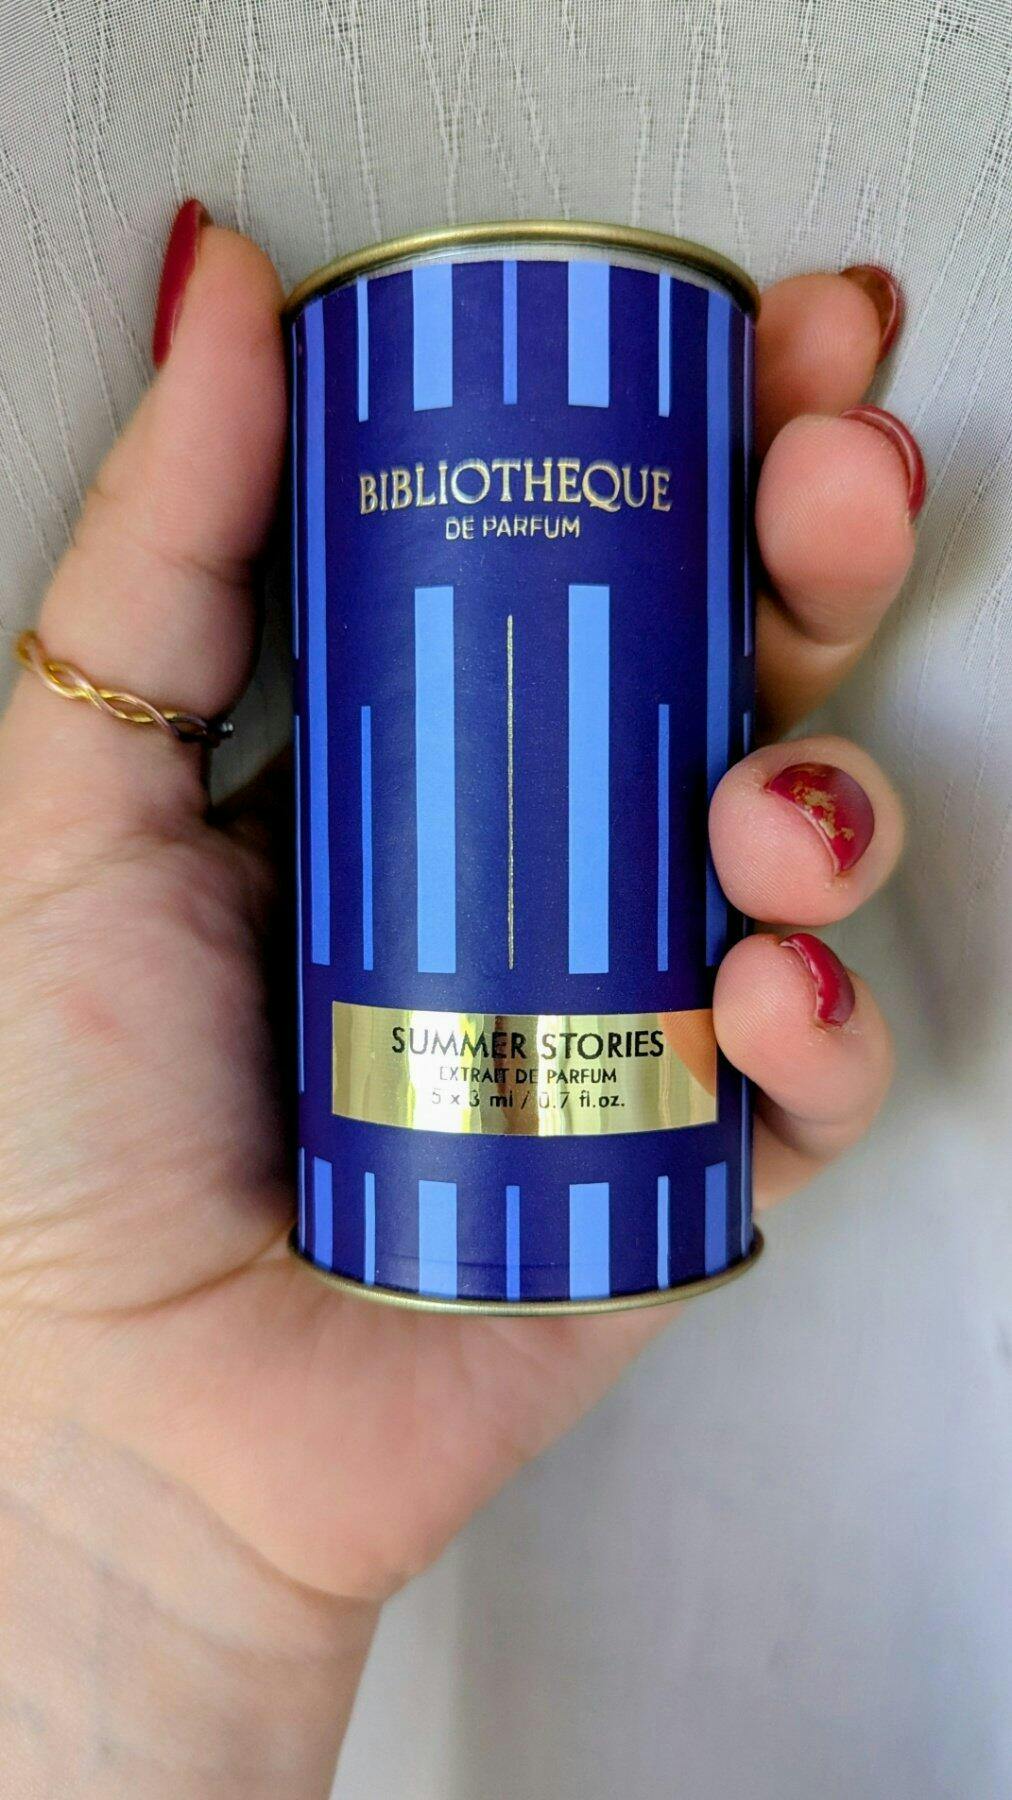 BIBLIOTHEQUE
DE PARFUM
SUMMER STORIES
EXTRAIT DE PARFUM
5 x 3 ml / 0.7 fl.oz.